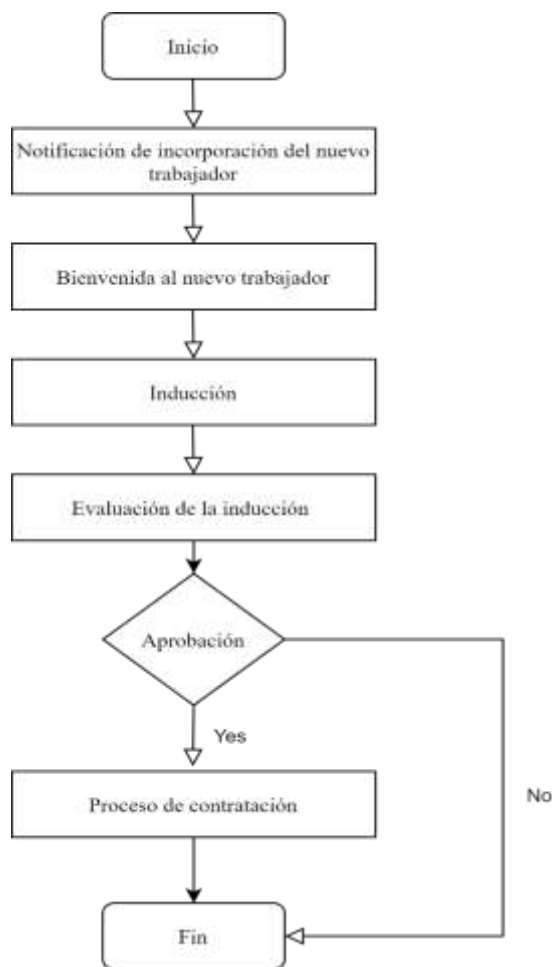 Inicio
Notificación de incorporación del nuevo
trabajador
Bienvenida al nuevo trabajador
Inducción
Evaluación de la inducción
Aprobación
Yes
Proceso de contratación
No
Fin